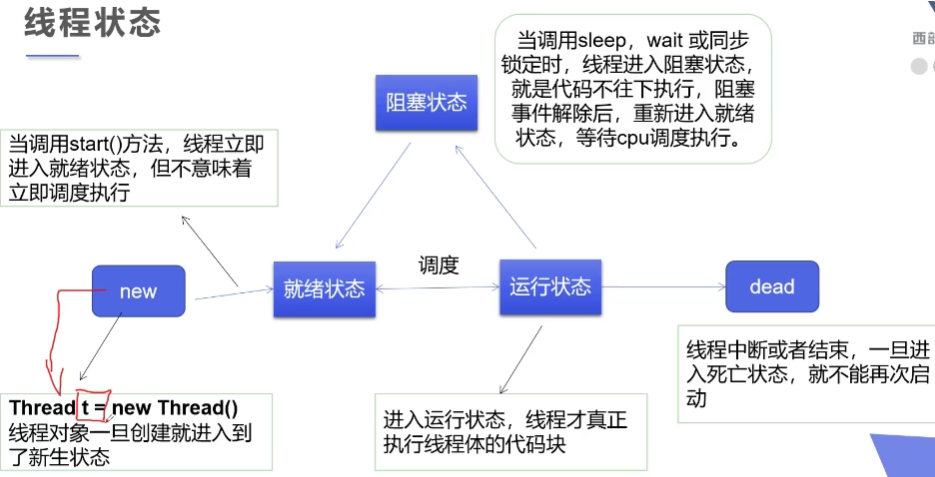 线程状态
西部
当调用sleep，wait 或同步
锁定时，线程进入阻塞状态，
就是代码不往下执行，阻塞
事件解除后，重新进入就绪
状态，等待cpu调度执行。
阻塞状态
当调用start()方法，线程立即
进入就绪状态，但不意味着
立即调度执行
new
就绪状态
调度
运行状态
dead
Thread t = new Thread()
线程对象一旦创建就进入到
了新生状态
进入运行状态，线程才真正
执行线程体的代码块
线程中断或者结束，一旦进
入死亡状态，就不能再次启
动